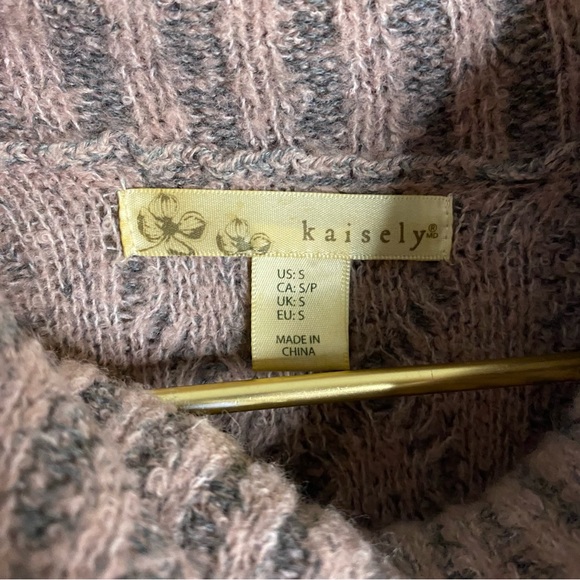 kaisely
US: S
CA: S/P
UK: S
EU: S
MADE IN
CHINA